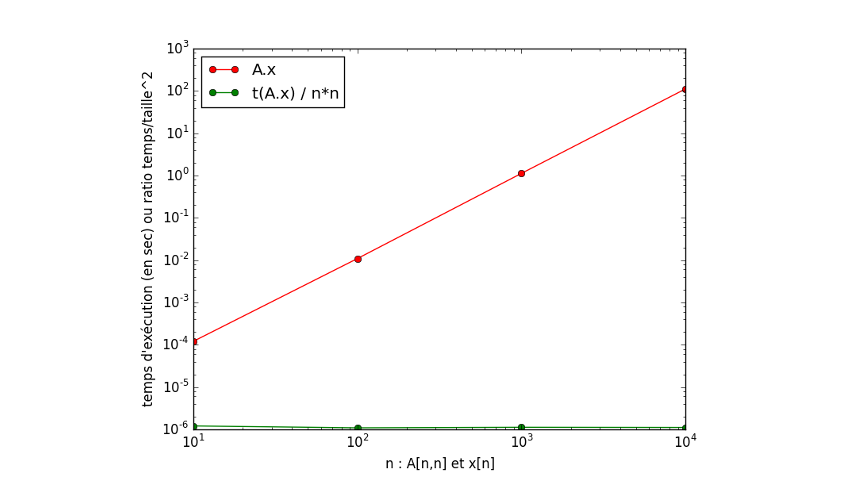 10^3
10^2
10^1
10^0
10^-1
10^-2
10^-3
10^-4
10^-5
10^-6
temps d'exécution (en sec) ou ratio temps/taille^2
A.x
t(A.x) / n*n
10^1 10^2 10^3 10^4
n : A[n,n] et x[n]